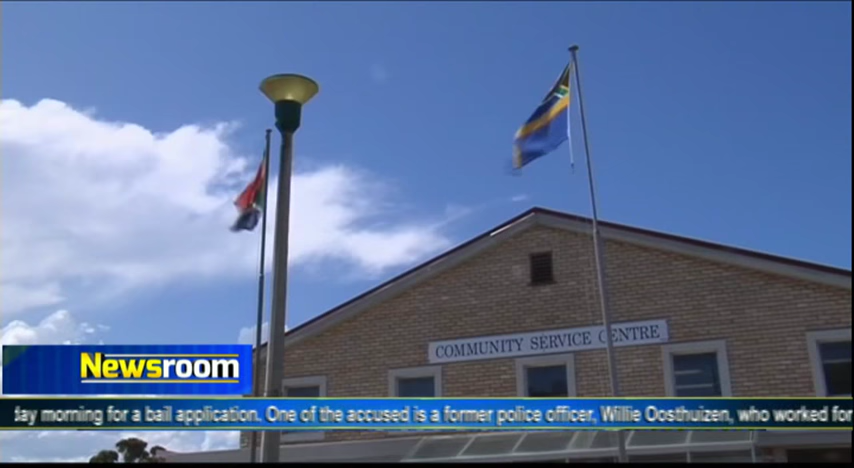 COMMUNITY SERVICE CENTRE
Newsroom
day morning for a bail application. One of the accused is a former police officer, Willie Oosthuizen, who worked for